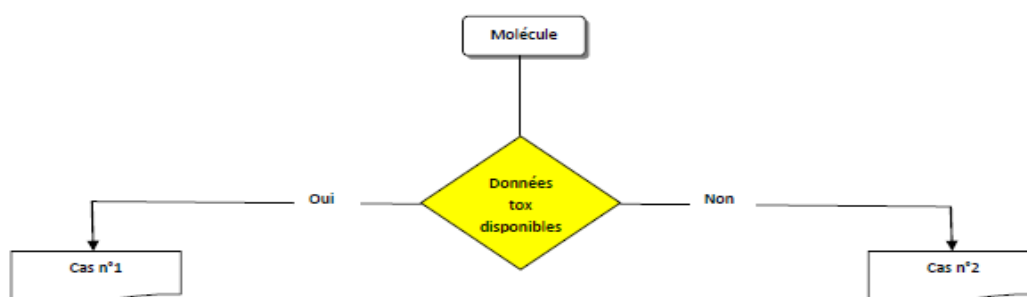 Molécule
Données
tox
disponibles
Oui
Non
Cas n°1
Cas n°2